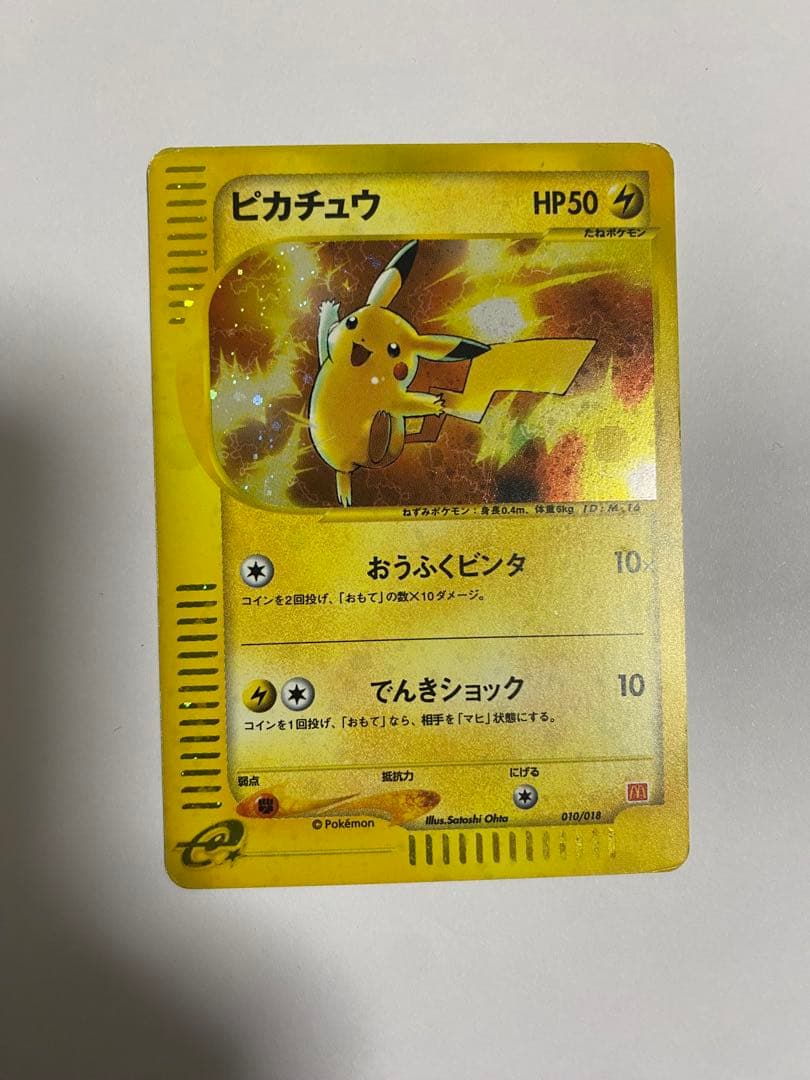 ピカチュウ HP50
たねポケモン
ねずみポケモン：身長0.4m、体重6kg ID:M.16
おうふくビンタ 10×
コインを2回投げ、「おもて」の数×10ダメージ。
でんきショック 10
コインを1回投げ、「おもて」なら、相手を「マヒ」状態にする。
弱点 抵抗力 にげる
©Pokémon Illus.Satoshi Ohta 010/018
e